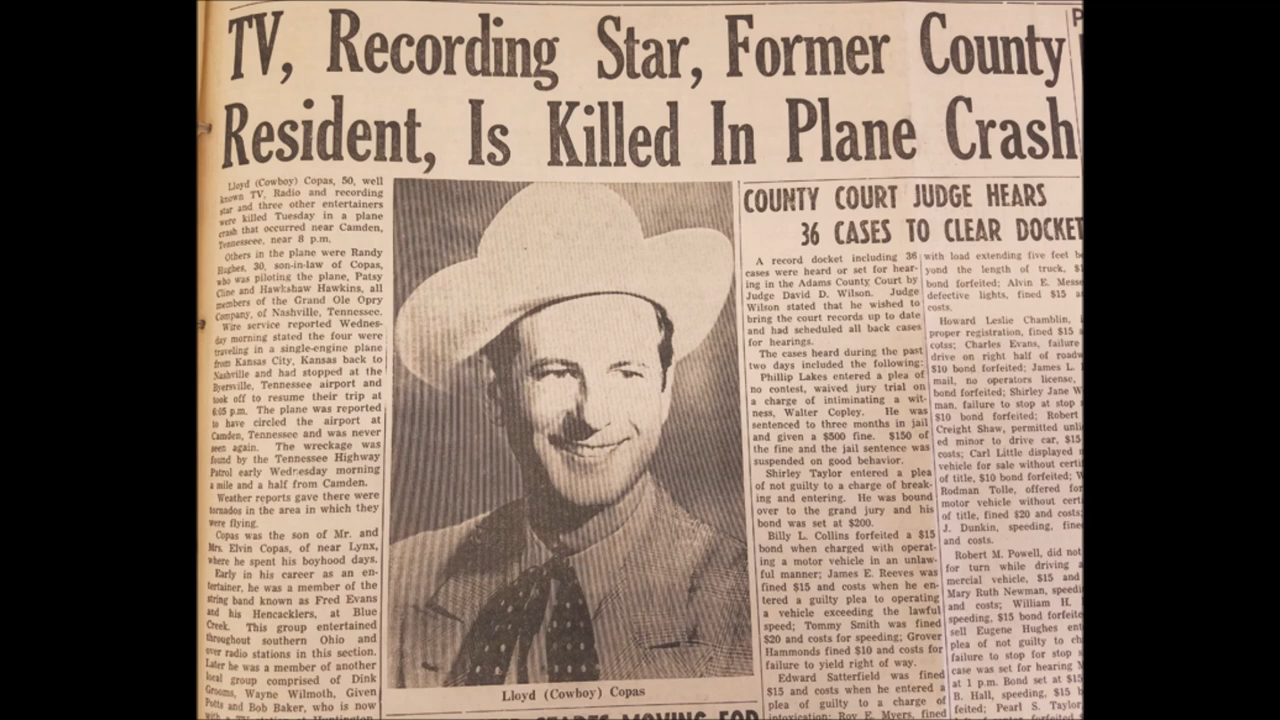 TV, Recording Star, Former County
Resident, Is Killed In Plane Crash
Lloyd (Cowboy) Copas, 50, well
known TV, Radio and recording
star and three other entertainers
were killed Tuesday in a plane
crash that occurred near Camden,
Tennesseee, near 8 p.m.
Others in the plane were Randy
Hughes, 30, son-in-law of Copas,
who was piloting the plane, Patsy
Cline and Hawkshaw Hawkins, all
members of the Grand Ole Opry
Company, of Nashville, Tennessee.
Wire service reported Wednes-
day morning stated the four were
traveling in a single-engine plane
from Kansas City, Kansas back to
Nashville and had stopped at the
Byersville, Tennessee airport and
took off to resume their trip at
6:05 p.m. The plane was reported
to have circled the airport at
Camden, Tennessee and was never
seen again. The wreckage was
found by the Tennessee Highway
Patrol early Wednesday morning
a mile and a half from Camden.
Weather reports gave there were
tornados in the area in which they
were flying.
Copas was the son of Mr. and
Mrs. Elvin Copas, of near Lynx,
where he spent his boyhood days.
Early in his career as an en-
tertainer, he was a member of the
string band known as Fred Evans
and his Hencacklers, at Blue
Creek. This group entertained
throughout southern Ohio and
over radio stations in this section.
Later he was a member of another
local group comprised of Dink
Grooms, Wayne Wilmoth, Given
Potts and Bob Baker, who is now
Lloyd (Cowboy) Copas
COUNTY COURT JUDGE HEARS
36 CASES TO CLEAR DOCKET
A record docket including 36
cases were heard or set for hear-
ing in the Adams County Court by
Judge David D. Wilson. Judge
Wilson stated that he wished to
bring the court records up to date
and had scheduled all back cases
for hearings.
The cases heard during the past
two days included the following:
Phillip Lakes entered a plea of
no contest, waived jury trial on
a charge of intiminating a wit-
ness, Walter Copley. He was
sentenced to three months in jail
and given a $500 fine. $150 of
the fine and the jail sentence was
suspended on good behavior.
Shirley Taylor entered a plea
of not guilty to a charge of break-
ing and entering. He was bound
over to the grand jury and his
bond was set at $200.
Billy L. Collins forfeited a $15
bond when charged with operat-
ing a motor vehicle in an unlaw-
ful manner; James E. Reeves was
fined $15 and costs when he en-
tered a guilty plea to operating
a vehicle exceeding the lawful
speed; Tommy Smith was fined
$20 and costs for speeding; Grover
Hammonds fined $10 and costs for
failure to yield right of way.
Edward Satterfield was fined
$15 and costs when he entered a
plea of guilty to a charge of
intoxication; Roy E. Myers, fined
with load extending five feet be
yond the length of truck, $1
bond forfeited; Alvin E. Messe
defective lights, fined $15 a
costs.
Howard Leslie Chamblin, i
proper registration, fined $15
cotss; Charles Evans, failure
drive on right half of roadw
$10 bond forfeited; James L.
mail, no operators license,
bond forfeited; Shirley Jane W
man, failure to stop at stop s
$10 bond forfeited; Robert
Creight Shaw, permitted unli
ed minor to drive car, $15
costs; Carl Little displayed
vehicle for sale without certi
of title, $10 bond forfeited; W
Rodman Tolle, offered for
motor vehicle without cert
of title, fined $20 and costs;
J. Dunkin, speeding, fine
and costs.
Robert M. Powell, did not
for turn while driving a
mercial vehicle, $15 and
Mary Ruth Newman, speedi
and costs; William H.
speeding, $15 bond forfeite
sell Eugene Hughes ent
plea of not guilty to ch
failure to stop for stop s
case was set for hearing M
at 1 p.m. Bond set at $15
B. Hall, speeding, $15 b
feited; Pearl S. Taylor